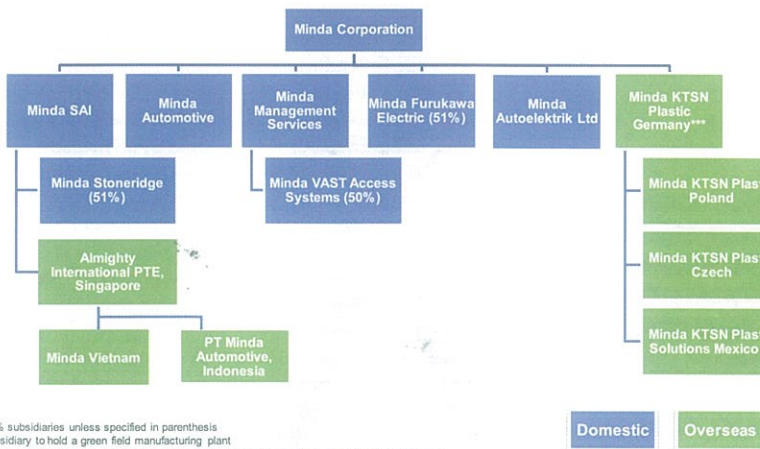 Minda Corporation
Minda SAI
Minda
Automotive
Minda
Management
Services
Minda Furukawa
Electric (51%)
Minda
Autoelektrik Ltd
Minda KTSN
Plastic
Germany***
Minda Stoneridge
(51%)
Minda VAST Access
Systems (50%)
Minda KTSN Plast
Poland
Almighty
International PTE,
Singapore
Minda KTSN Plast
Czech
Minda Vietnam
PT Minda
Automotive,
Indonesia
Minda KTSN Plast
Solutions Mexico
% subsidiaries unless specified in parenthesis
sidiary to hold a green field manufacturing plant
Domestic
Overseas